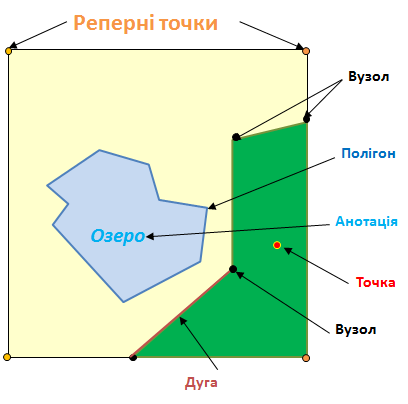 Реперні точки
Вузол
Полігон
Анотація
Озеро
Точка
Вузол
Дуга